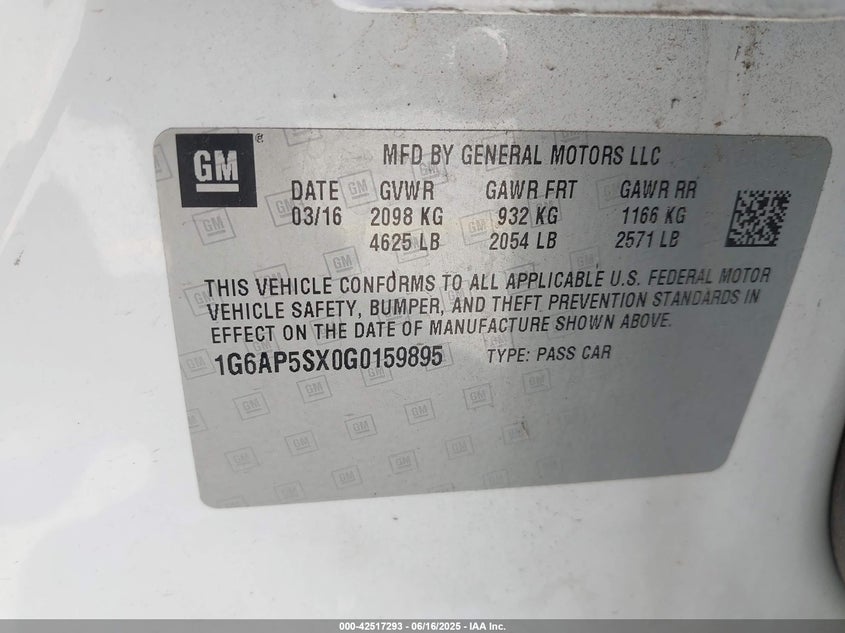 GM ®
MFD BY GENERAL MOTORS LLC
DATE GVWR GAWR FRT GAWR RR
03/16 2098 KG 932 KG 1166 KG
4625 LB 2054 LB 2571 LB
THIS VEHICLE CONFORMS TO ALL APPLICABLE U.S. FEDERAL MOTOR
VEHICLE SAFETY, BUMPER, AND THEFT PREVENTION STANDARDS IN
EFFECT ON THE DATE OF MANUFACTURE SHOWN ABOVE.
1G6AP5SX0G0159895 TYPE: PASS CAR
000-42517293 - 06/16/2025 - IAA Inc.